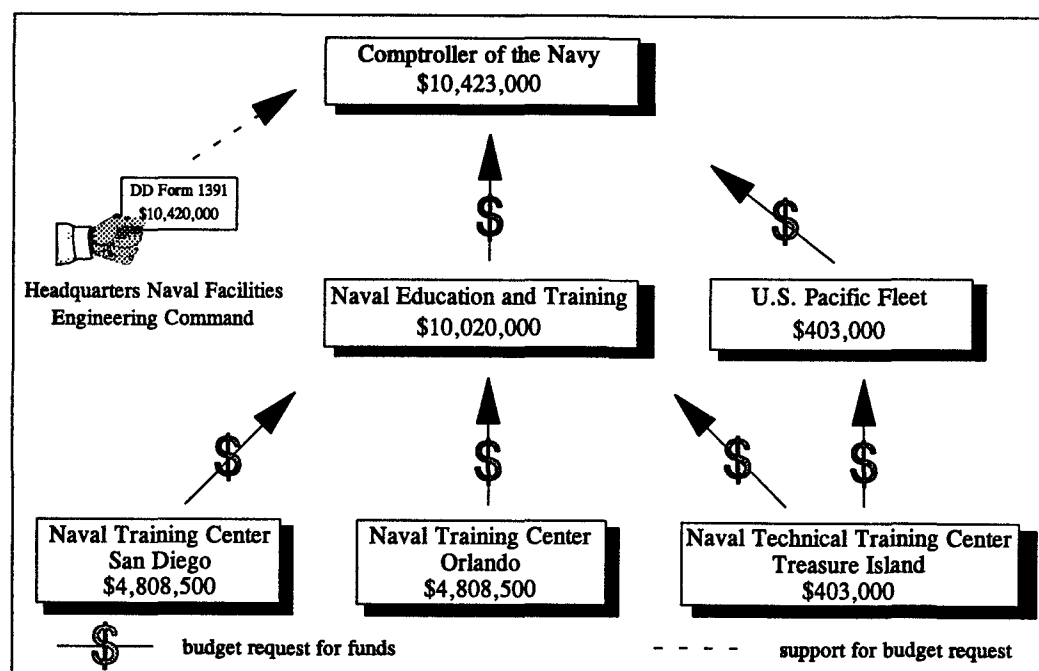 Comptroller of the Navy
$10,423,000
DD Form 1391
$10,420,000
$
$
Headquarters Naval Facilities
Engineering Command
Naval Education and Training
$10,020,000
U.S. Pacific Fleet
$403,000
$
$
$
$
Naval Training Center
San Diego
$4,808,500
Naval Training Center
Orlando
$4,808,500
Naval Technical Training Center
Treasure Island
$403,000
$ budget request for funds
support for budget request